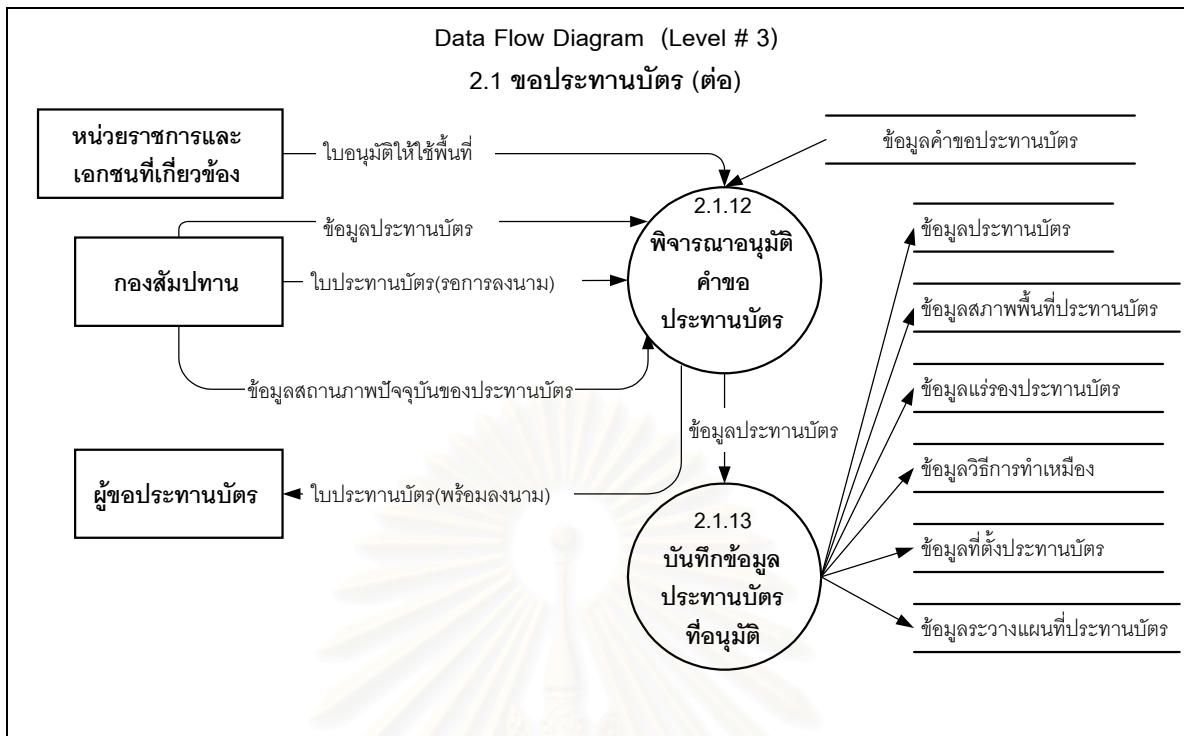 Data Flow Diagram (Level # 3)
2.1 ขอประทานบัตร (ต่อ)
หน่วยราชการและ
เอกชนที่เกี่ยวข้อง
ใบอนุมัติให้ใช้พื้นที่
ข้อมูลคำขอประทานบัตร
กองสัมปทาน
ข้อมูลประทานบัตร
ใบประทานบัตร(รอการลงนาม)
ข้อมูลสถานภาพปัจจุบันของประทานบัตร
2.1.12
พิจารณาอนุมัติ
คำขอ
ประทานบัตร
ข้อมูลประทานบัตร
ผู้ขอประทานบัตร
ใบประทานบัตร(พร้อมลงนาม)
2.1.13
บันทึกข้อมูล
ประทานบัตร
ที่อนุมัติ
ข้อมูลประทานบัตร
ข้อมูลสภาพพื้นที่ประทานบัตร
ข้อมูลแร่รองประทานบัตร
ข้อมูลวิธีการทำเหมือง
ข้อมูลที่ตั้งประทานบัตร
ข้อมูลระวางแผนที่ประทานบัตร